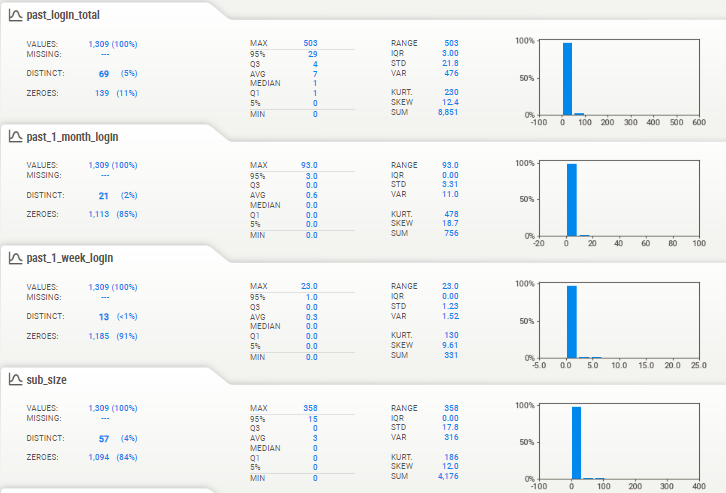 past_login_total
VALUES: 1,309 (100%)
MISSING: ---
DISTINCT: 69 (5%)
ZEROES: 139 (11%)
MAX 503
95% 29
Q3 4
AVG 7
MEDIAN 1
Q1 1
5% 0
MIN 0
RANGE 503
IQR 3.00
STD 21.8
VAR 476
KURT. 230
SKEW 12.4
SUM 8,851
100%
50%
0%
-100 0 100 200 300 400 500 600
past_1_month_login
VALUES: 1,309 (100%)
MISSING: ---
DISTINCT: 21 (2%)
ZEROES: 1,113 (85%)
MAX 93.0
95% 3.0
Q3 0.0
AVG 0.6
MEDIAN 0.0
Q1 0.0
5% 0.0
MIN 0.0
RANGE 93.0
IQR 0.00
STD 3.31
VAR 11.0
KURT. 478
SKEW 18.7
SUM 756
100%
50%
0%
-20 0 20 40 60 80 100
past_1_week_login
VALUES: 1,309 (100%)
MISSING: ---
DISTINCT: 13 (<1%)
ZEROES: 1,185 (91%)
MAX 23.0
95% 1.0
Q3 0.0
AVG 0.3
MEDIAN 0.0
Q1 0.0
5% 0.0
MIN 0.0
RANGE 23.0
IQR 0.00
STD 1.23
VAR 1.52
KURT. 130
SKEW 9.61
SUM 331
100%
50%
0%
-5.0 0.0 5.0 10.0 15.0 20.0 25.0
sub_size
VALUES: 1,309 (100%)
MISSING: ---
DISTINCT: 57 (4%)
ZEROES: 1,094 (84%)
MAX 358
95% 15
Q3 0
AVG 3
MEDIAN 0
Q1 0
5% 0
MIN 0
RANGE 358
IQR 0.00
STD 17.8
VAR 316
KURT. 186
SKEW 12.0
SUM 4,176
100%
50%
0%
-100 0 100 200 300 400